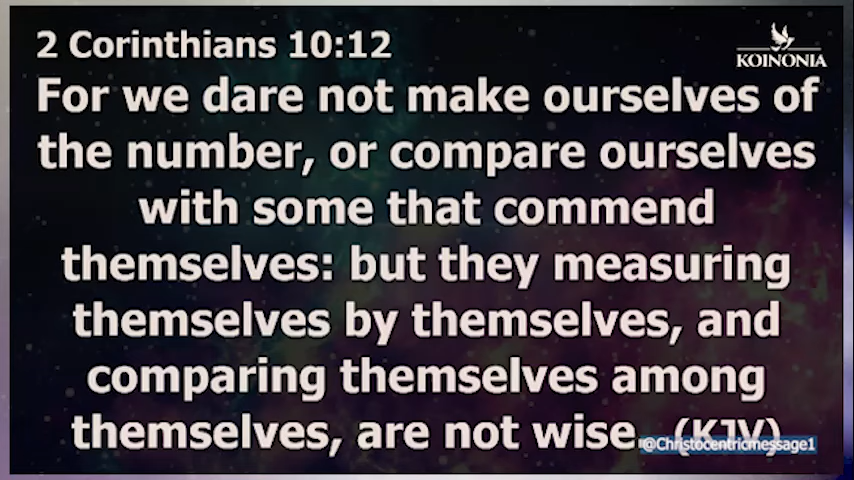 2 Corinthians 10:12
KOINONIA
For we dare not make ourselves of
the number, or compare ourselves
with some that commend
themselves: but they measuring
themselves by themselves, and
comparing themselves among
themselves, are not wise. (KJV)
@Christocentricmessage1